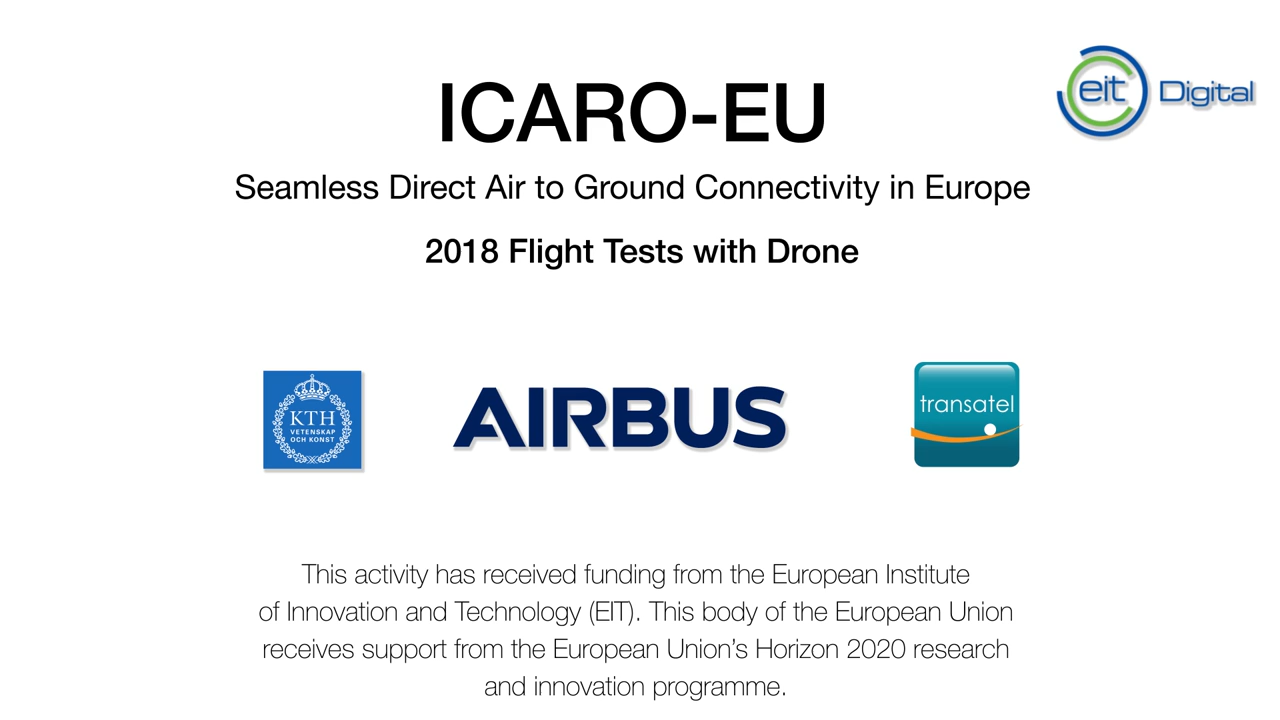 ICARO-EU
eit Digital
Seamless Direct Air to Ground Connectivity in Europe
2018 Flight Tests with Drone
KTH
VETENSKAP
OCH KONST
AIRBUS
transatel
This activity has received funding from the European Institute
of Innovation and Technology (EIT). This body of the European Union
receives support from the European Union’s Horizon 2020 research
and innovation programme.